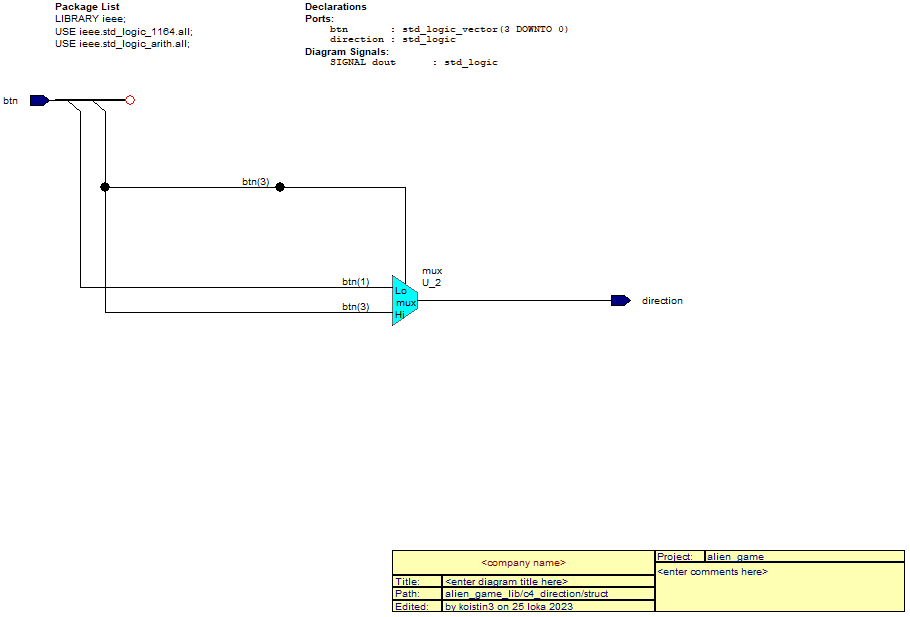 Package List
LIBRARY ieee;
USE ieee.std_logic_1164.all;
USE ieee.std_logic_arith.all;
Declarations
Ports:
btn : std_logic_vector(3 DOWNTO 0)
direction : std_logic
Diagram Signals:
SIGNAL dout : std_logic
btn
btn(3)
mux
U_2
btn(1)
Lo
mux
Hi
btn(3)
direction
<company name>
Title: <enter diagram title here>
Path: alien_game_lib/c4_direction/struct
Edited: by koistin3 on 25 loka 2023
Project: alien_game
<enter comments here>